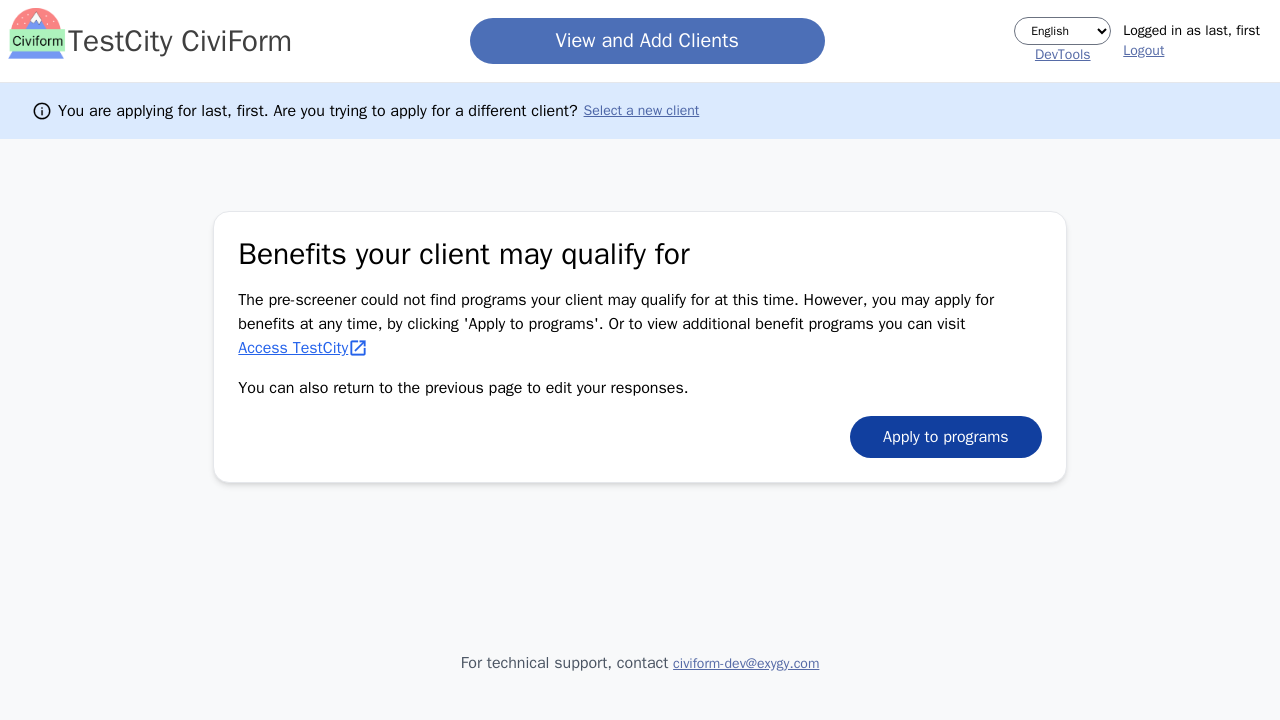 Civiform
TestCity CiviForm
View and Add Clients
English
DevTools
Logged in as last, first
Logout
You are applying for last, first. Are you trying to apply for a different client? Select a new client
Benefits your client may qualify for
The pre-screener could not find programs your client may qualify for at this time. However, you may apply for
benefits at any time, by clicking 'Apply to programs'. Or to view additional benefit programs you can visit
Access TestCity
You can also return to the previous page to edit your responses.
Apply to programs
For technical support, contact civiform-dev@exygy.com